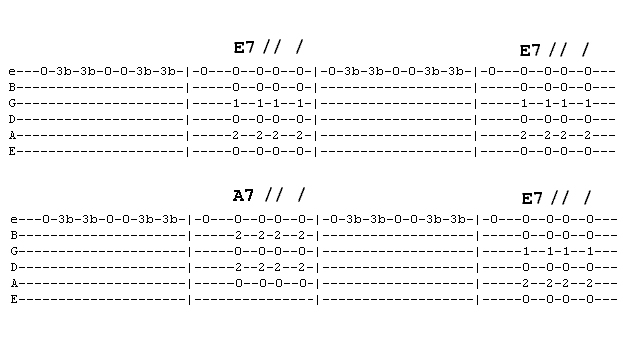 E7 // / E7 // /
e---0-3b-3b-0-0-3b-3b-|-0---0--0-0--0-|-0-3b-3b-0-0-3b-3b-|-0---0--0-0--0---
B---------------------|-----0--0-0--0-|-------------------|-----0--0-0--0---
G---------------------|-----1--1-1--1-|-------------------|-----1--1-1--1---
D---------------------|-----0--0-0--0-|-------------------|-----0--0-0--0---
A---------------------|-----2--2-2--2-|-------------------|-----2--2-2--2---
E---------------------|-----0--0-0--0-|-------------------|-----0--0-0--0---
A7 // / E7 // /
e---0-3b-3b-0-0-3b-3b-|-0---0--0-0--0-|-0-3b-3b-0-0-3b-3b-|-0---0--0-0--0---
B---------------------|-----2--2-2--2-|-------------------|-----0--0-0--0---
G---------------------|-----0--0-0--0-|-------------------|-----1--1-1--1---
D---------------------|-----2--2-2--2-|-------------------|-----0--0-0--0---
A---------------------|-----0--0-0--0-|-------------------|-----2--2-2--2---
E---------------------|---------------|-------------------|-----0--0-0--0---